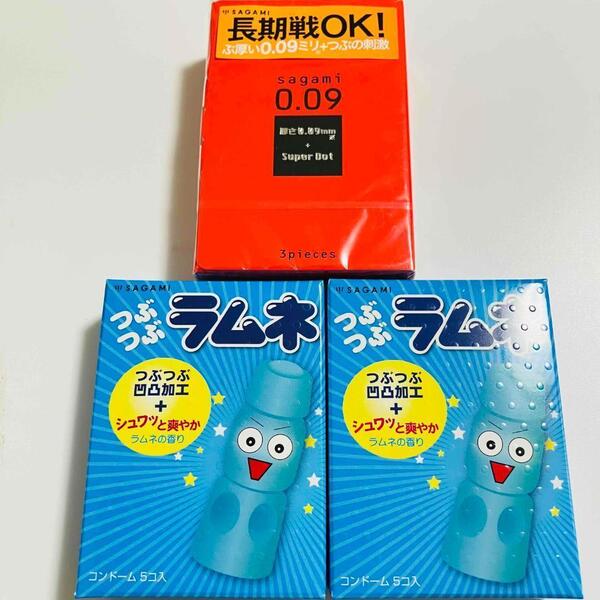 SAGAMI
長期戦OK!
ぶ厚い0.09ミリ+つぶの刺激
sagami
0.09
厚さ0.09mm
+
Super Dot
3pieces
SAGAMI
つぶつぶ
ラムネ
つぶつぶ
凹凸加工
+
シュワッと爽やか
ラムネの香り
コンドーム 5コ入
SAGAMI
つぶつぶ
ラムネ
つぶつぶ
凹凸加工
+
シュワッと爽やか
ラムネの香り
コンドーム 5コ入